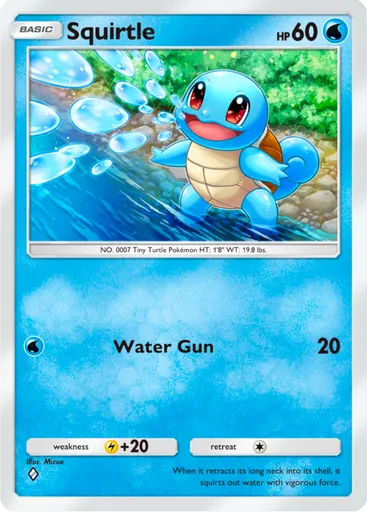 BASIC Squirtle HP 60
NO. 0007 Tiny Turtle Pokémon HT: 1'8" WT: 19.8 lbs.
Water Gun 20
weakness +20 retreat
Illus. Mizue
When it retracts its long neck into its shell, it
squirts out water with vigorous force.